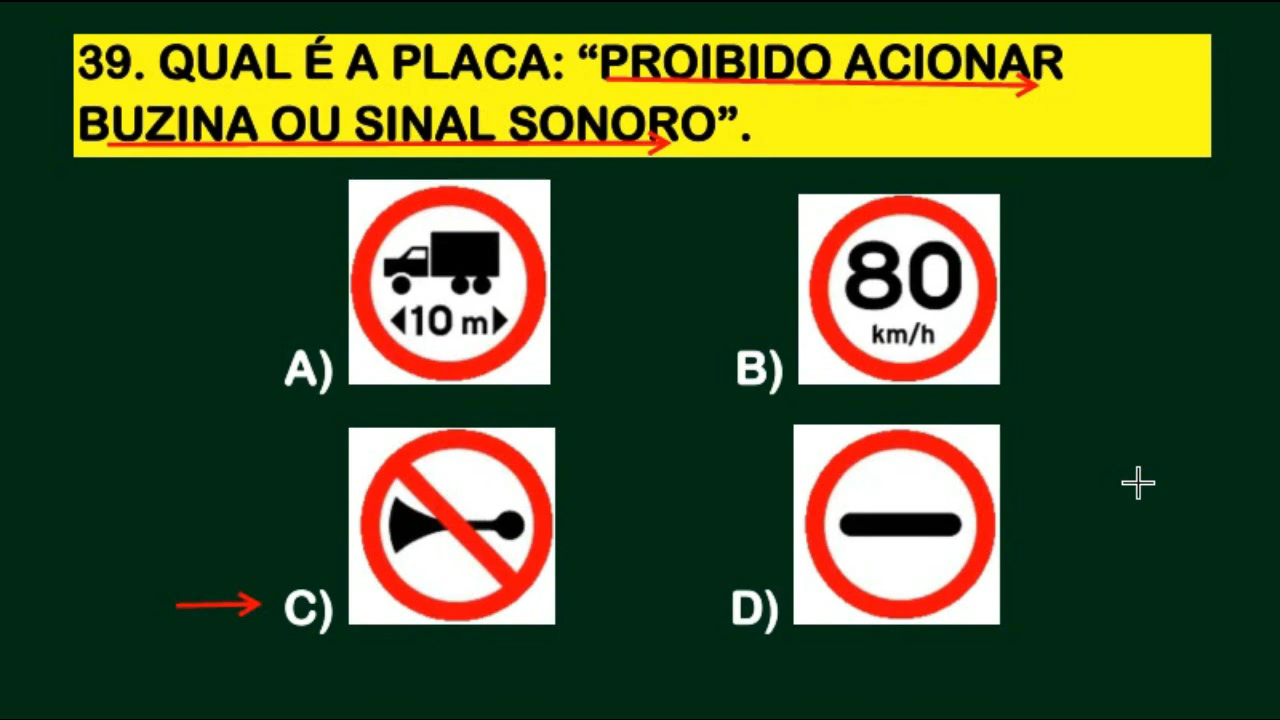 39. QUAL É A PLACA: “PROIBIDO ACIONAR
BUZINA OU SINAL SONORO”.
10 m
A)
80
km/h
B)
C)
D)